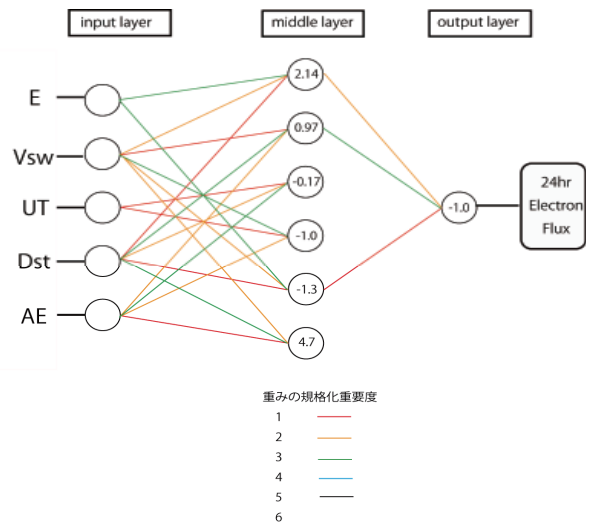 input layer
middle layer
output layer
E
Vsw
UT
Dst
AE
2.14
0.97
-0.17
-1.0
-1.3
4.7
-1.0
24hr
Electron
Flux
重みの規格化重要度
1
2
3
4
5
6